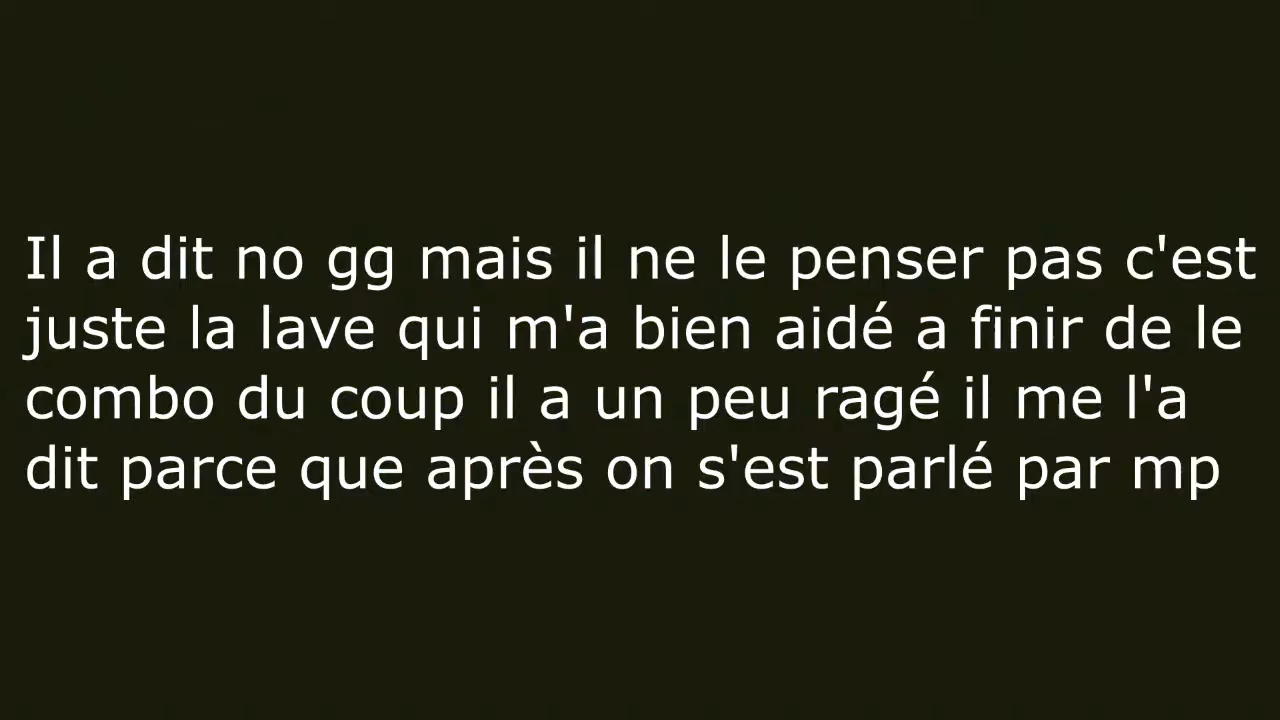 Il a dit no gg mais il ne le penser pas c'est
juste la lave qui m'a bien aidé a finir de le
combo du coup il a un peu ragé il me l'a
dit parce que après on s'est parlé par mp